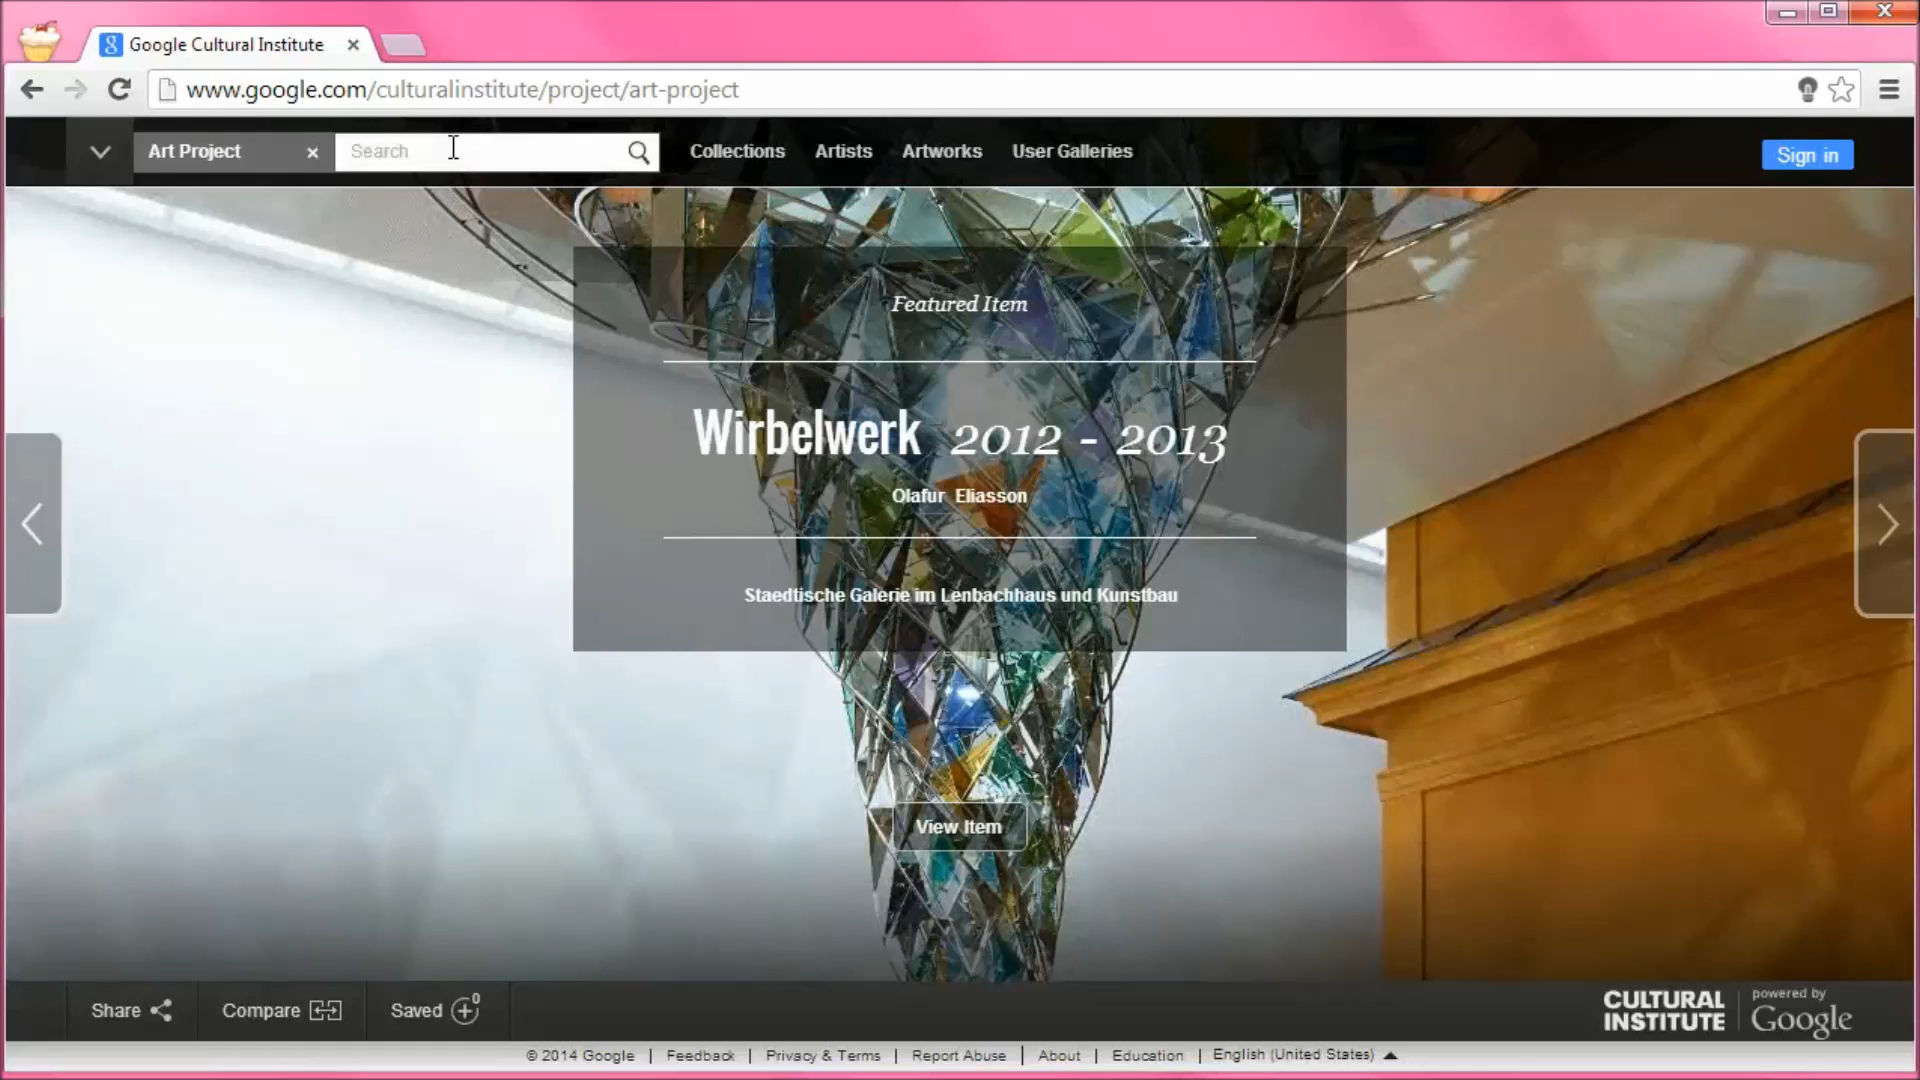 Google Cultural Institute
www.google.com/culturalinstitute/project/art-project
Art Project
Search
Collections
Artists
Artworks
User Galleries
Sign in
Featured Item
Wirbelwerk 2012 - 2013
Olafur Eliasson
Staedtische Galerie im Lenbachhaus und Kunstbau
View Item
Share
Compare
Saved 0
CULTURAL
INSTITUTE
powered by
Google
© 2014 Google | Feedback | Privacy & Terms | Report Abuse | About | Education | English (United States)